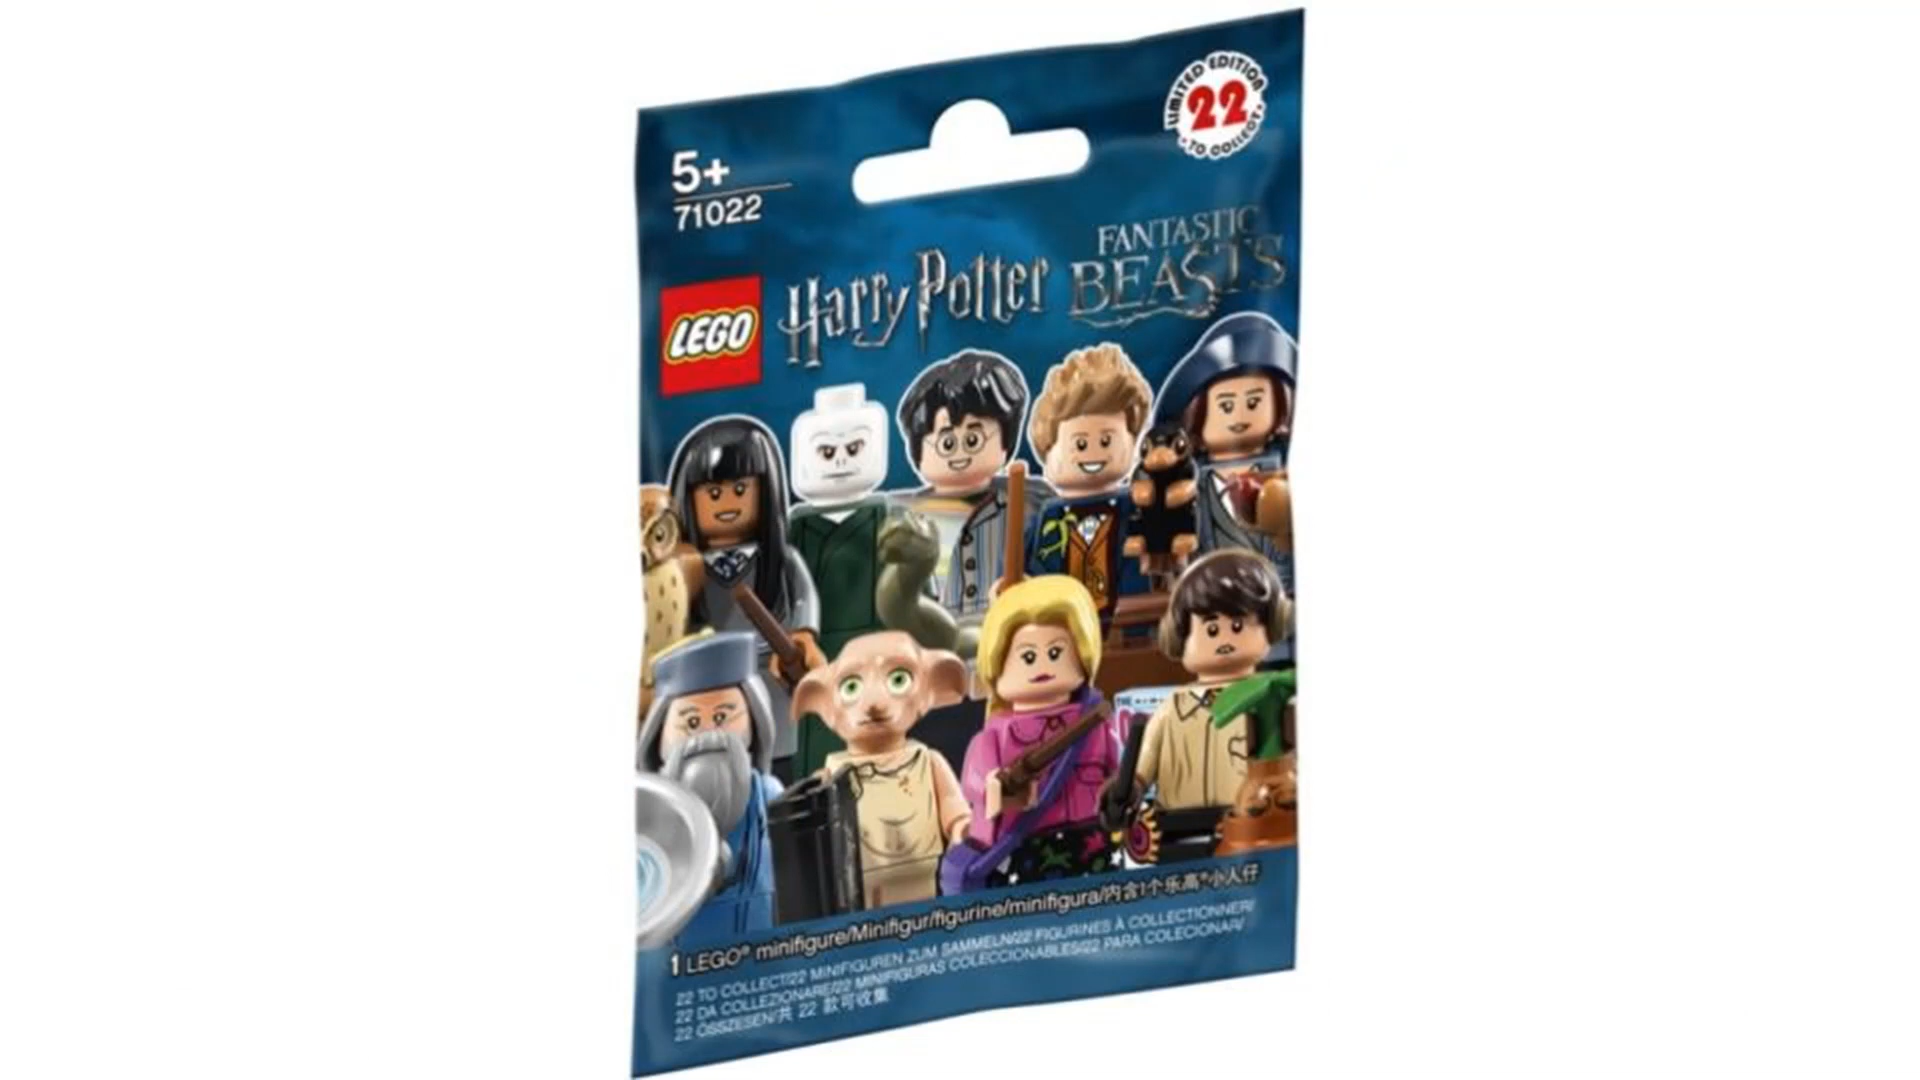 LIMITED EDITION
22
TO COLLECT
5+
71022
LEGO
Harry Potter
FANTASTIC
BEASTS
THE
1 LEGO® minifigure/Minifigur/figurine/minifigura/内含1个乐高®小人仔
22 TO COLLECT/22 MINIFIGUREN ZUM SAMMELN/22 FIGURINES À COLLECTIONNER/
22 DA COLLEZIONARE/22 MINIFIGURAS COLECCIONABLES/22 PARA COLECIONAR/
22 ÖSSZESEN/共 22 款可收集